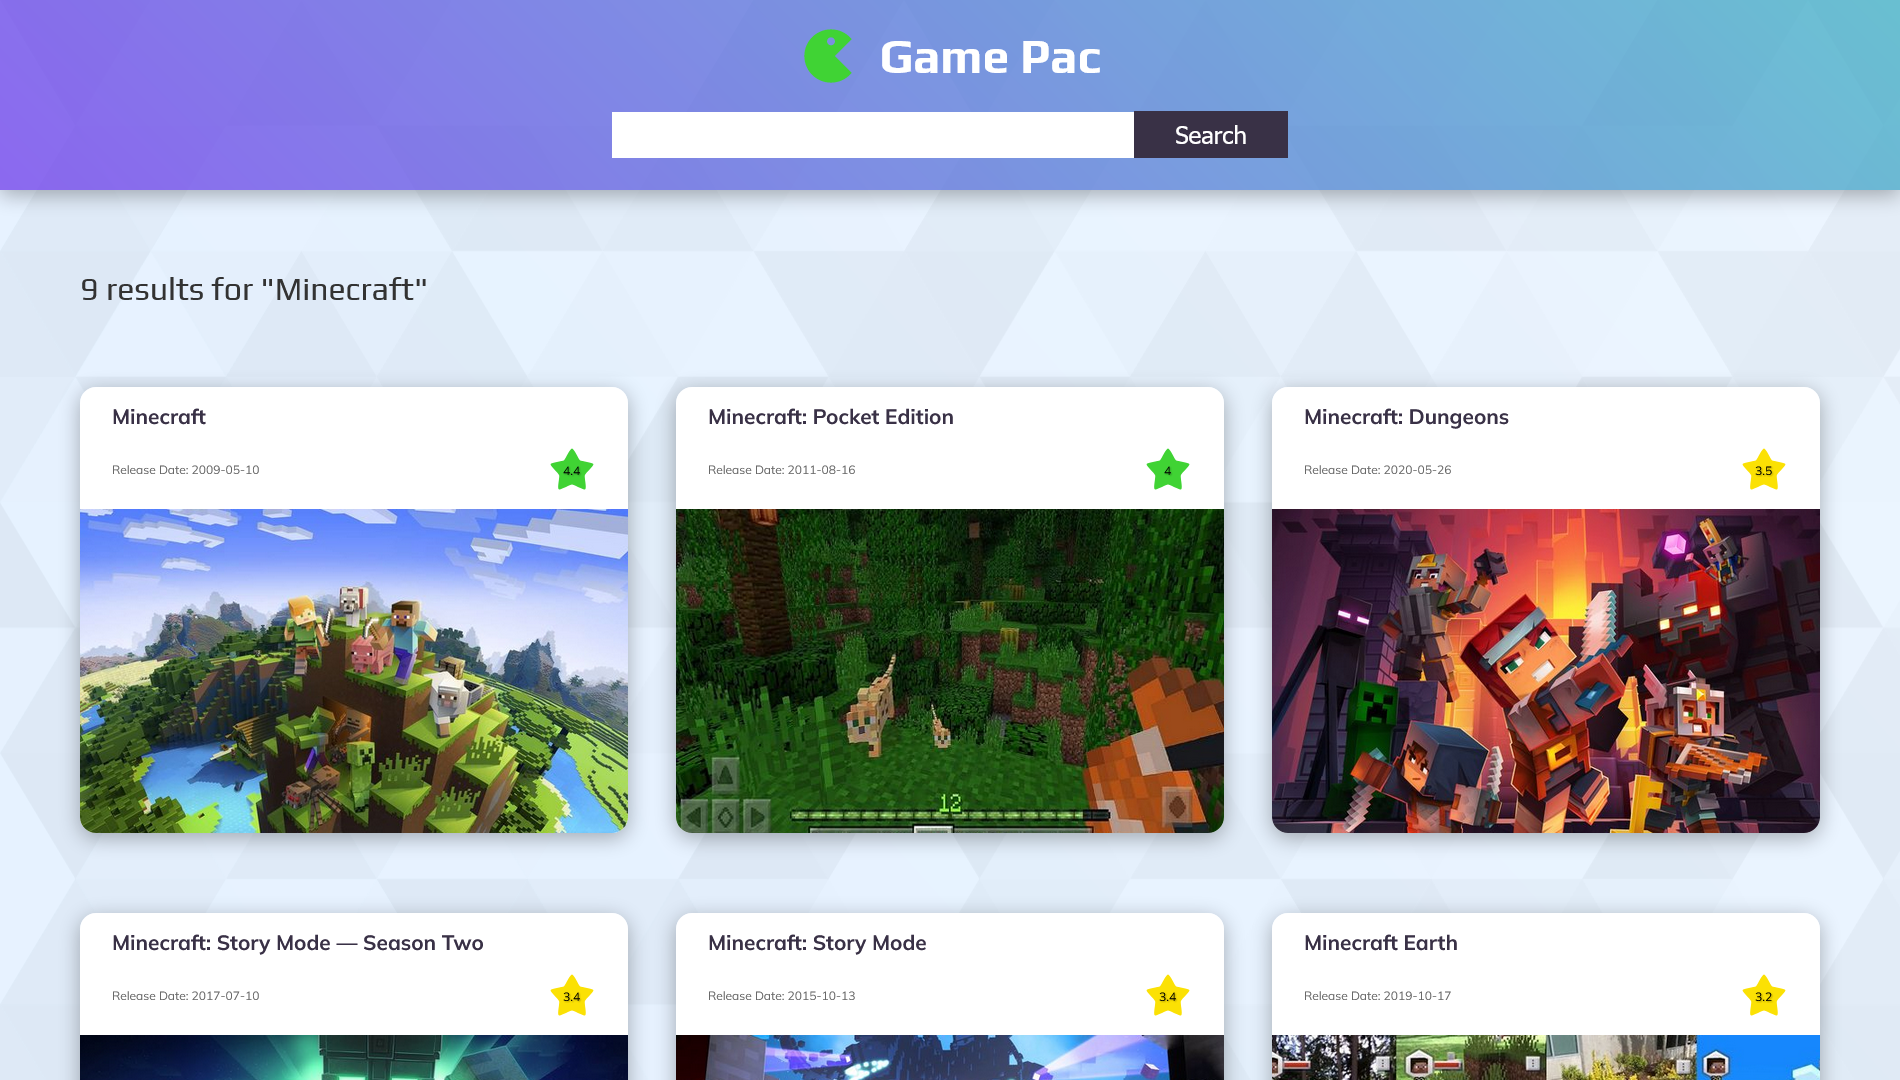 Game Pac
Search
9 results for "Minecraft"
Minecraft
Release Date: 2009-05-10
4.4
Minecraft: Pocket Edition
Release Date: 2011-08-16
4
12
Minecraft: Dungeons
Release Date: 2020-05-26
3.5
Minecraft: Story Mode — Season Two
Release Date: 2017-07-10
3.4
Minecraft: Story Mode
Release Date: 2015-10-13
3.4
Minecraft Earth
Release Date: 2019-10-17
3.2